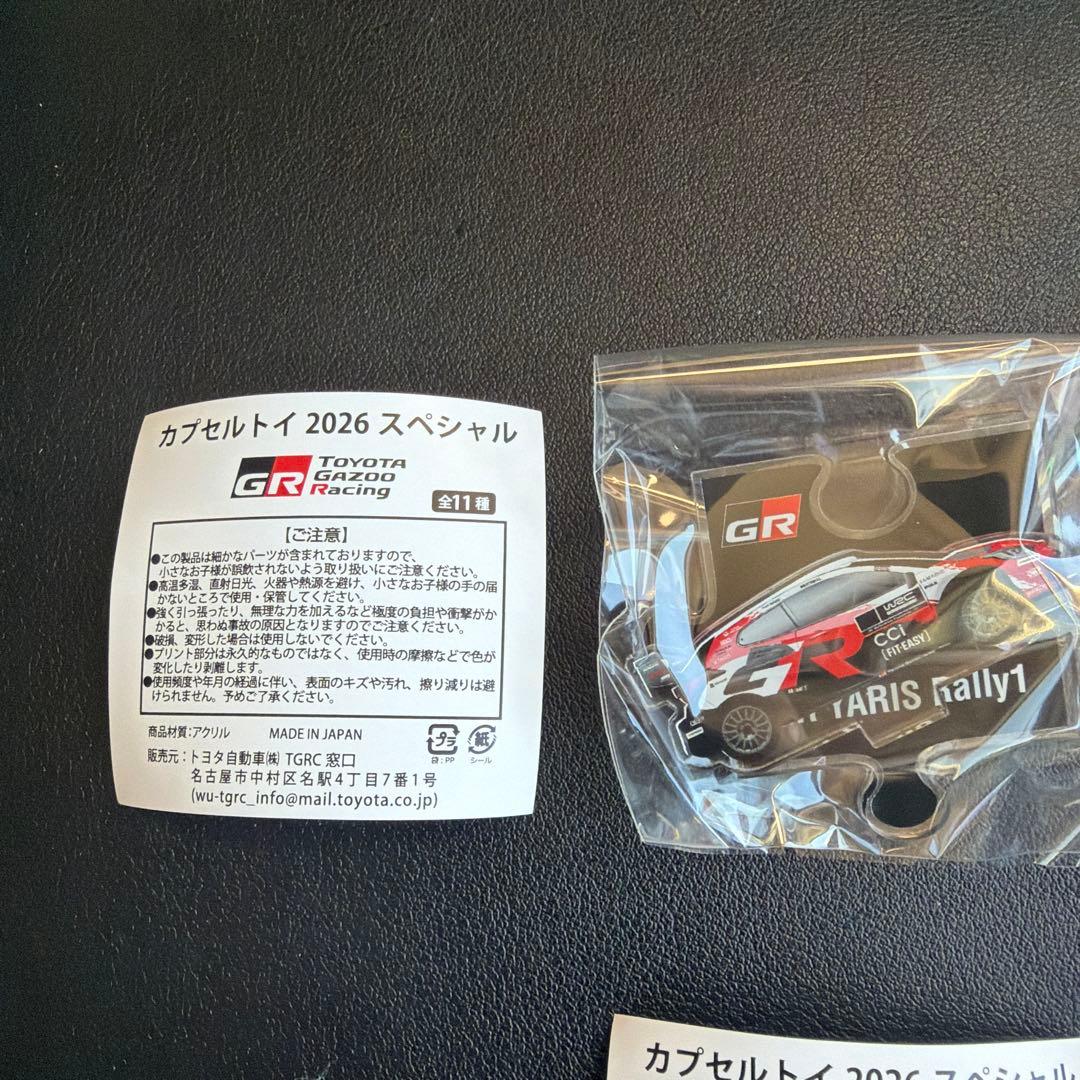 カプセルトイ 2026 スペシャル
GR TOYOTA
GAZOO
Racing
全11種
【ご注意】
●この製品は細かなパーツが含まれておりますので、
小さなお子様が誤飲されないよう取り扱いにご注意ください。
●高温多湿、直射日光、火器や熱源を避け、小さなお子様の手の届
かないところで使用・保管してください。
●強く引っ張ったり、無理な力を加えるなど極度の負担や衝撃がか
かると、思わぬ事故の原因となりますのでご注意ください。
●破損、変形した場合は使用しないでください。
●プリント部分は永久的なものではなく、使用時の摩擦などで色が
変化したり剥離します。
●使用頻度や年月の経過に伴い、表面のキズや汚れ、擦り減りは避
けられません。予めご了承ください。
商品材質：アクリル MADE IN JAPAN
プラ 紙
袋：PP シール
販売元：トヨタ自動車㈱ TGRC 窓口
名古屋市中村区名駅4丁目7番1号
(wu-tgrc_info@mail.toyota.co.jp)
GR
WRC
GR
CCI
[FIT-EASY]
YARIS Rally1
カプセルトイ 2026 スペシャル